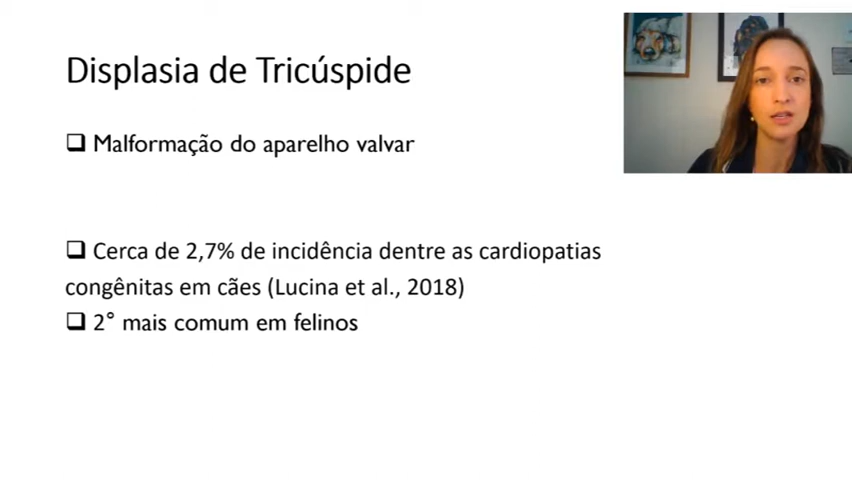 Displasia de Tricúspide
❑ Malformação do aparelho valvar
❑ Cerca de 2,7% de incidência dentre as cardiopatias
congênitas em cães (Lucina et al., 2018)
❑ 2° mais comum em felinos